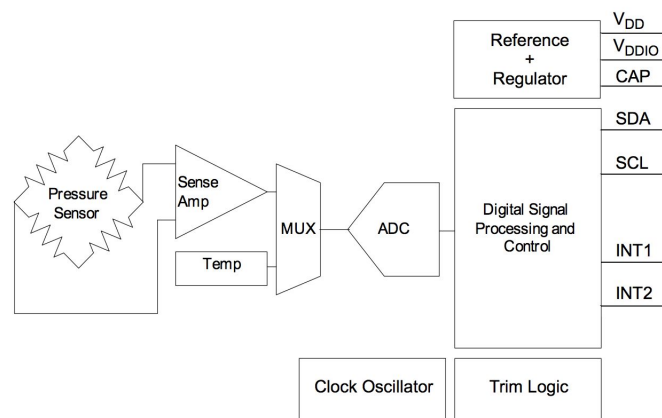 Reference
+
Regulator
VDD
VDDIO
CAP
SDA
SCL
INT1
INT2
Pressure
Sensor
Sense
Amp
Temp
MUX
ADC
Digital Signal
Processing and
Control
Clock Oscillator
Trim Logic